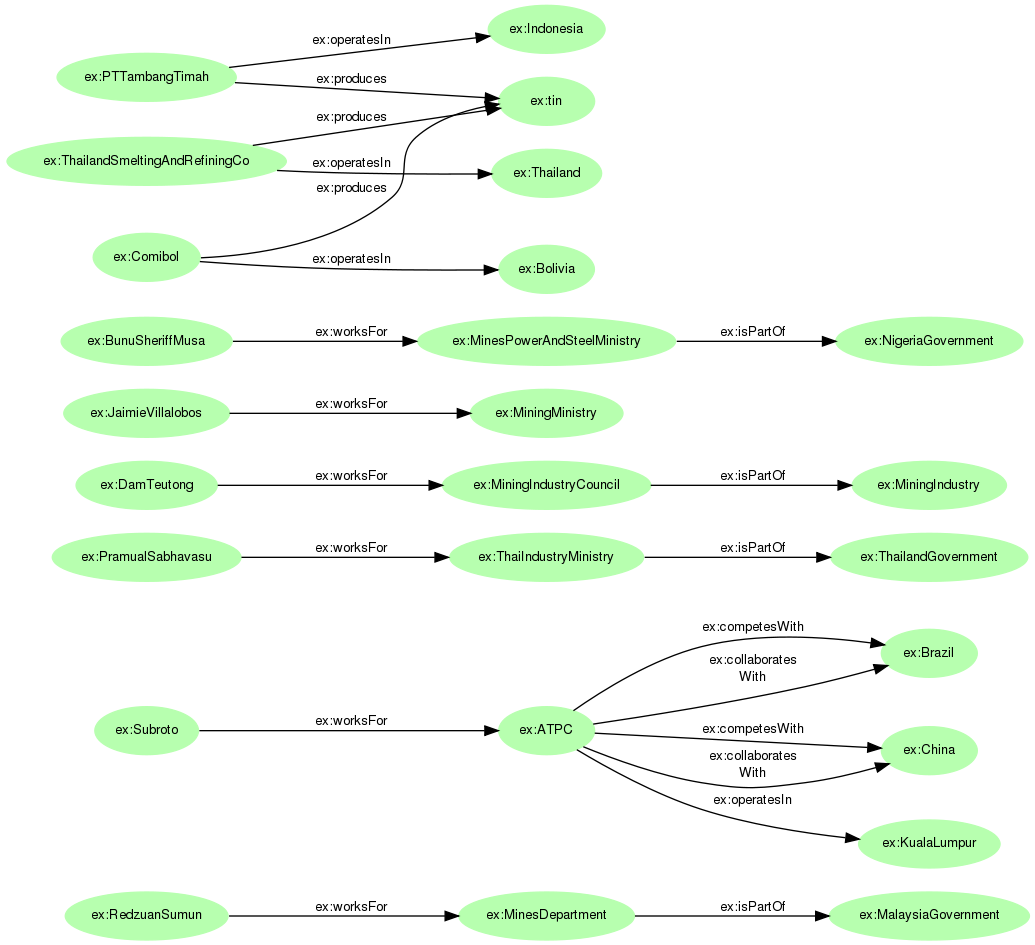 ex:operatesIn
ex:Indonesia
ex:PTTambangTimah
ex:produces
ex:tin
ex:produces
ex:ThailandSmeltingAndRefiningCo
ex:operatesIn
ex:Thailand
ex:produces
ex:Comibol
ex:operatesIn
ex:Bolivia
ex:BunuSheriffMusa
ex:worksFor
ex:MinesPowerAndSteelMinistry
ex:isPartOf
ex:NigeriaGovernment
ex:JaimieVillalobos
ex:worksFor
ex:MiningMinistry
ex:DamTeutong
ex:worksFor
ex:MiningIndustryCouncil
ex:isPartOf
ex:MiningIndustry
ex:PramualSabhavasu
ex:worksFor
ex:ThaiIndustryMinistry
ex:isPartOf
ex:ThailandGovernment
ex:competesWith
ex:Brazil
ex:collaborates
With
ex:Subroto
ex:worksFor
ex:ATPC
ex:competesWith
ex:China
ex:collaborates
With
ex:operatesIn
ex:KualaLumpur
ex:RedzuanSumun
ex:worksFor
ex:MinesDepartment
ex:isPartOf
ex:MalaysiaGovernment